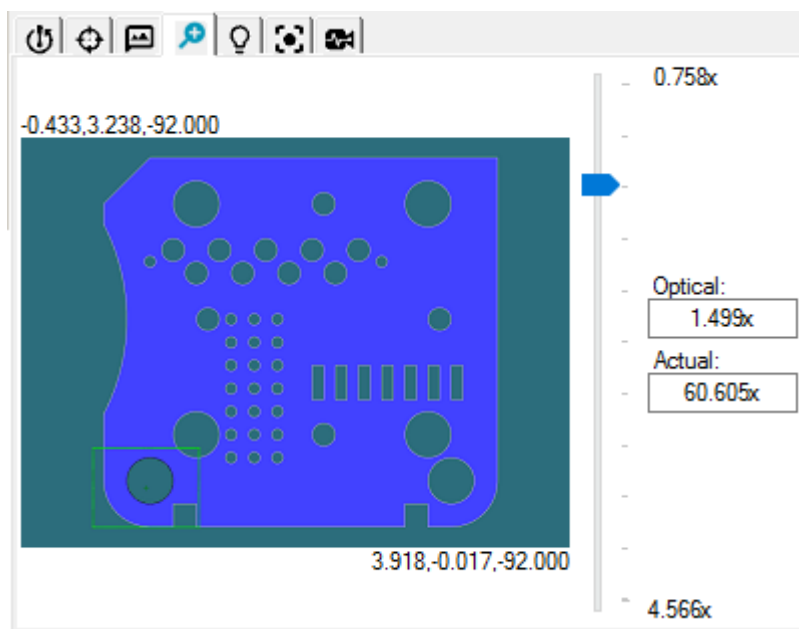 0.758x
-0.433,3.238,-92.000
Optical:
1.499x
Actual:
60.605x
3.918,-0.017,-92.000
4.566x